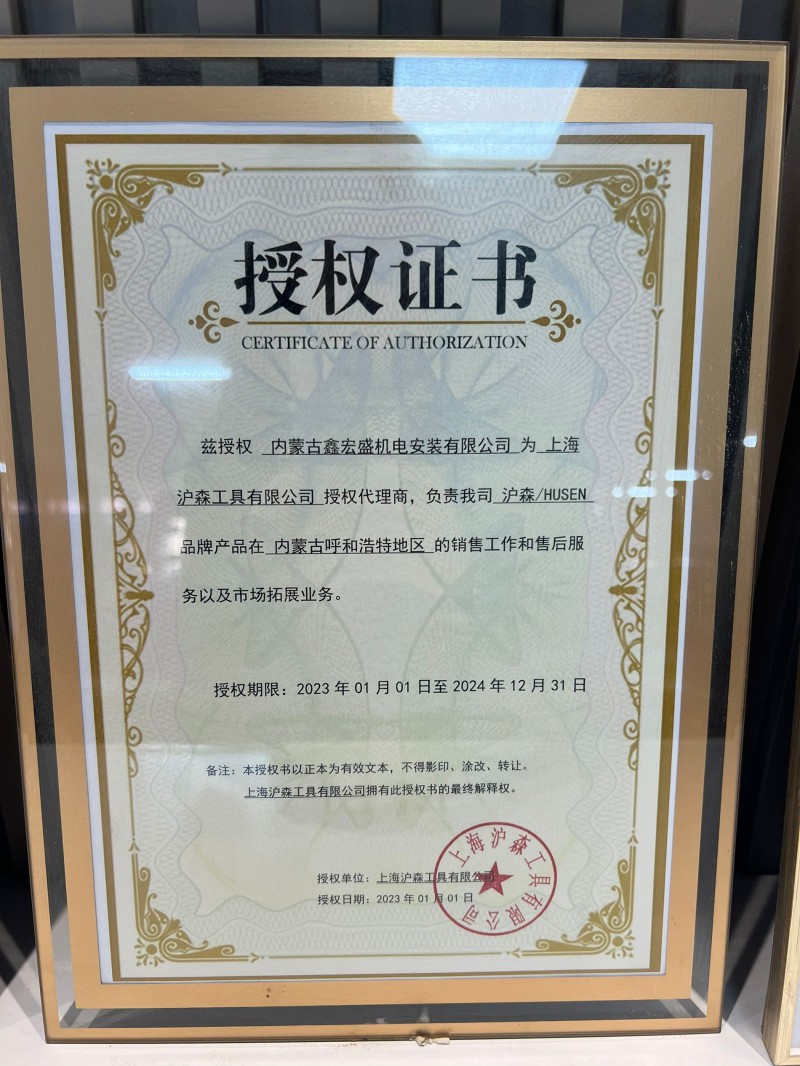 授权证书
CERTIFICATE OF AUTHORIZATION
兹授权 内蒙古鑫宏盛机电安装有限公司 为 上海
沪森工具有限公司 授权代理商，负责我司 沪森/HUSEN
品牌产品在 内蒙古呼和浩特地区 的销售工作和售后服
务以及市场拓展业务。
授权期限：2023 年 01 月 01 日至 2024 年 12 月 31 日
备注：本授权书以正本为有效文本，不得影印、涂改、转让。
上海沪森工具有限公司拥有此授权书的最终解释权。
授权单位：上海沪森工具有限公司
授权日期：2023 年 01 月 01 日
上海沪森工具有限公司